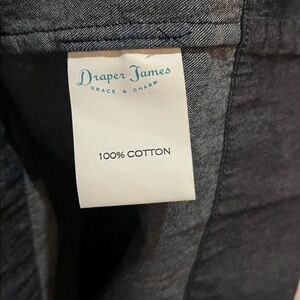 Draper James
GRACE & CHARM
100% COTTON